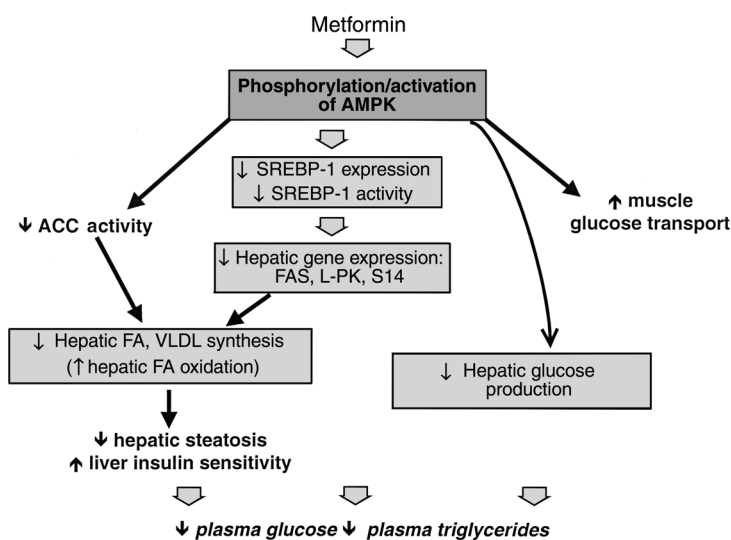 Metformin
Phosphorylation/activation
of AMPK
↓ SREBP-1 expression
↓ SREBP-1 activity
↓ ACC activity
↑ muscle
glucose transport
↓ Hepatic gene expression:
FAS, L-PK, S14
↓ Hepatic FA, VLDL synthesis
(↑hepatic FA oxidation)
↓ Hepatic glucose
production
↓ hepatic steatosis
↑ liver insulin sensitivity
↓ plasma glucose ↓ plasma triglycerides